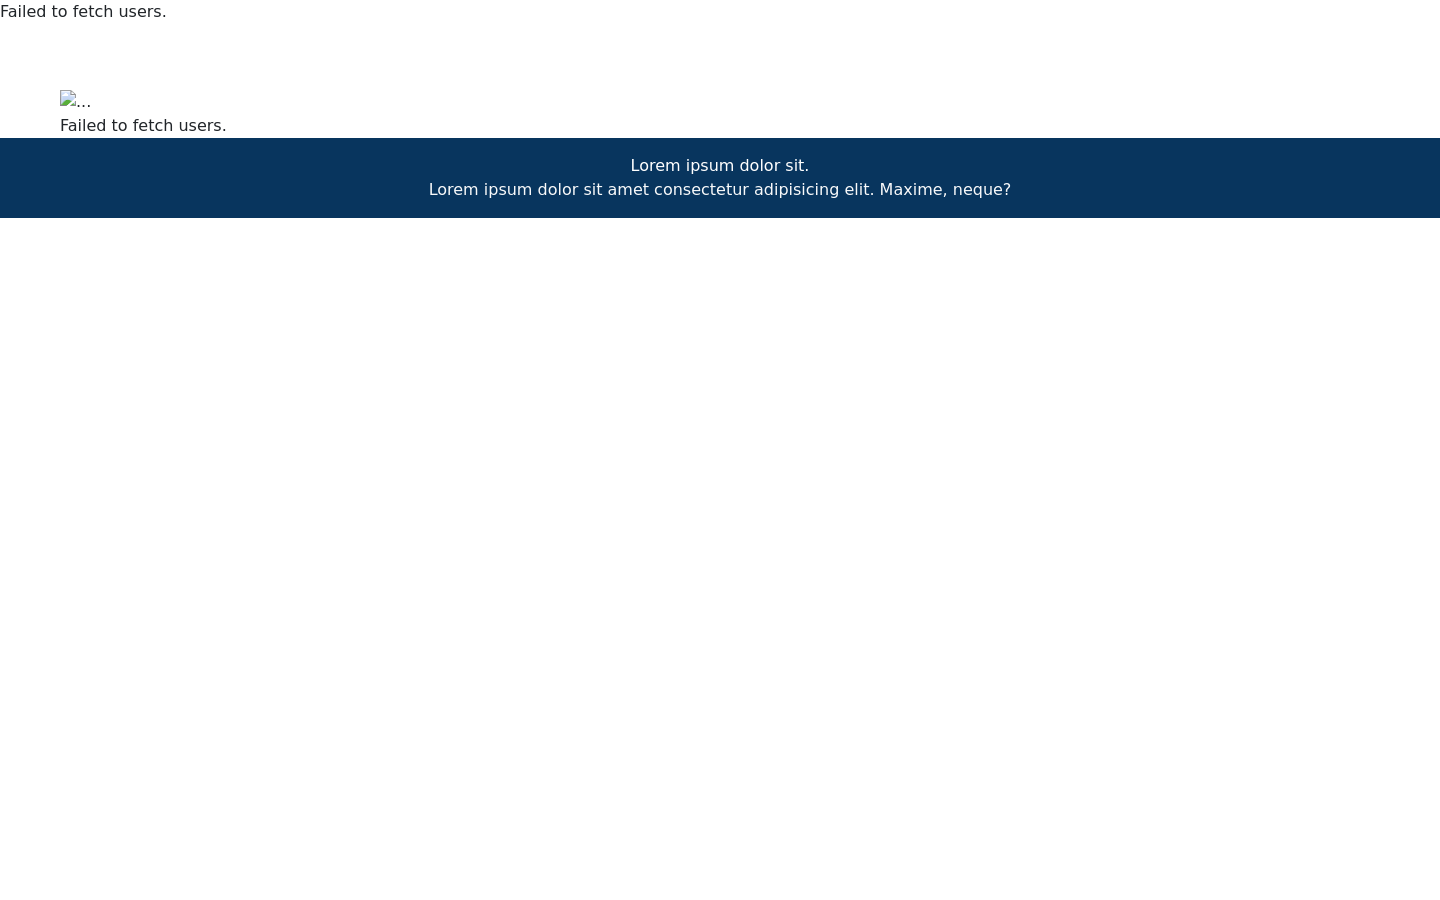 Failed to fetch users.
...
Failed to fetch users.
Lorem ipsum dolor sit.
Lorem ipsum dolor sit amet consectetur adipisicing elit. Maxime, neque?